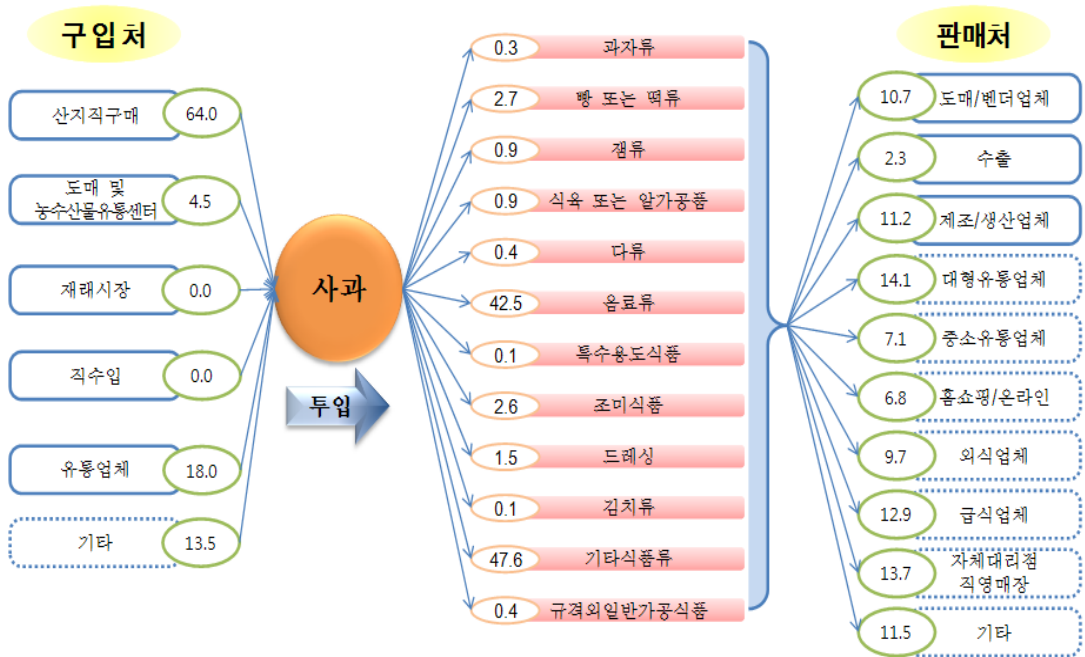 구입처
산지직구매
64.0
도매 및
농수산물유통센터
4.5
재래시장
0.0
직수입
0.0
유통업체
18.0
기타
13.5
사과
투입
0.3
과자류
2.7
빵 또는 떡류
0.9
잼류
0.9
식육 또는 알가공품
0.4
다류
42.5
음료류
0.1
특수용도식품
2.6
조미식품
1.5
드레싱
0.1
김치류
47.6
기타식품류
0.4
규격외일반가공식품
판매처
10.7
도매/벤더업체
2.3
수출
11.2
제조/생산업체
14.1
대형유통업체
7.1
중소유통업체
6.8
홈쇼핑/온라인
9.7
외식업체
12.9
급식업체
13.7
자체대리점
직영매장
11.5
기타